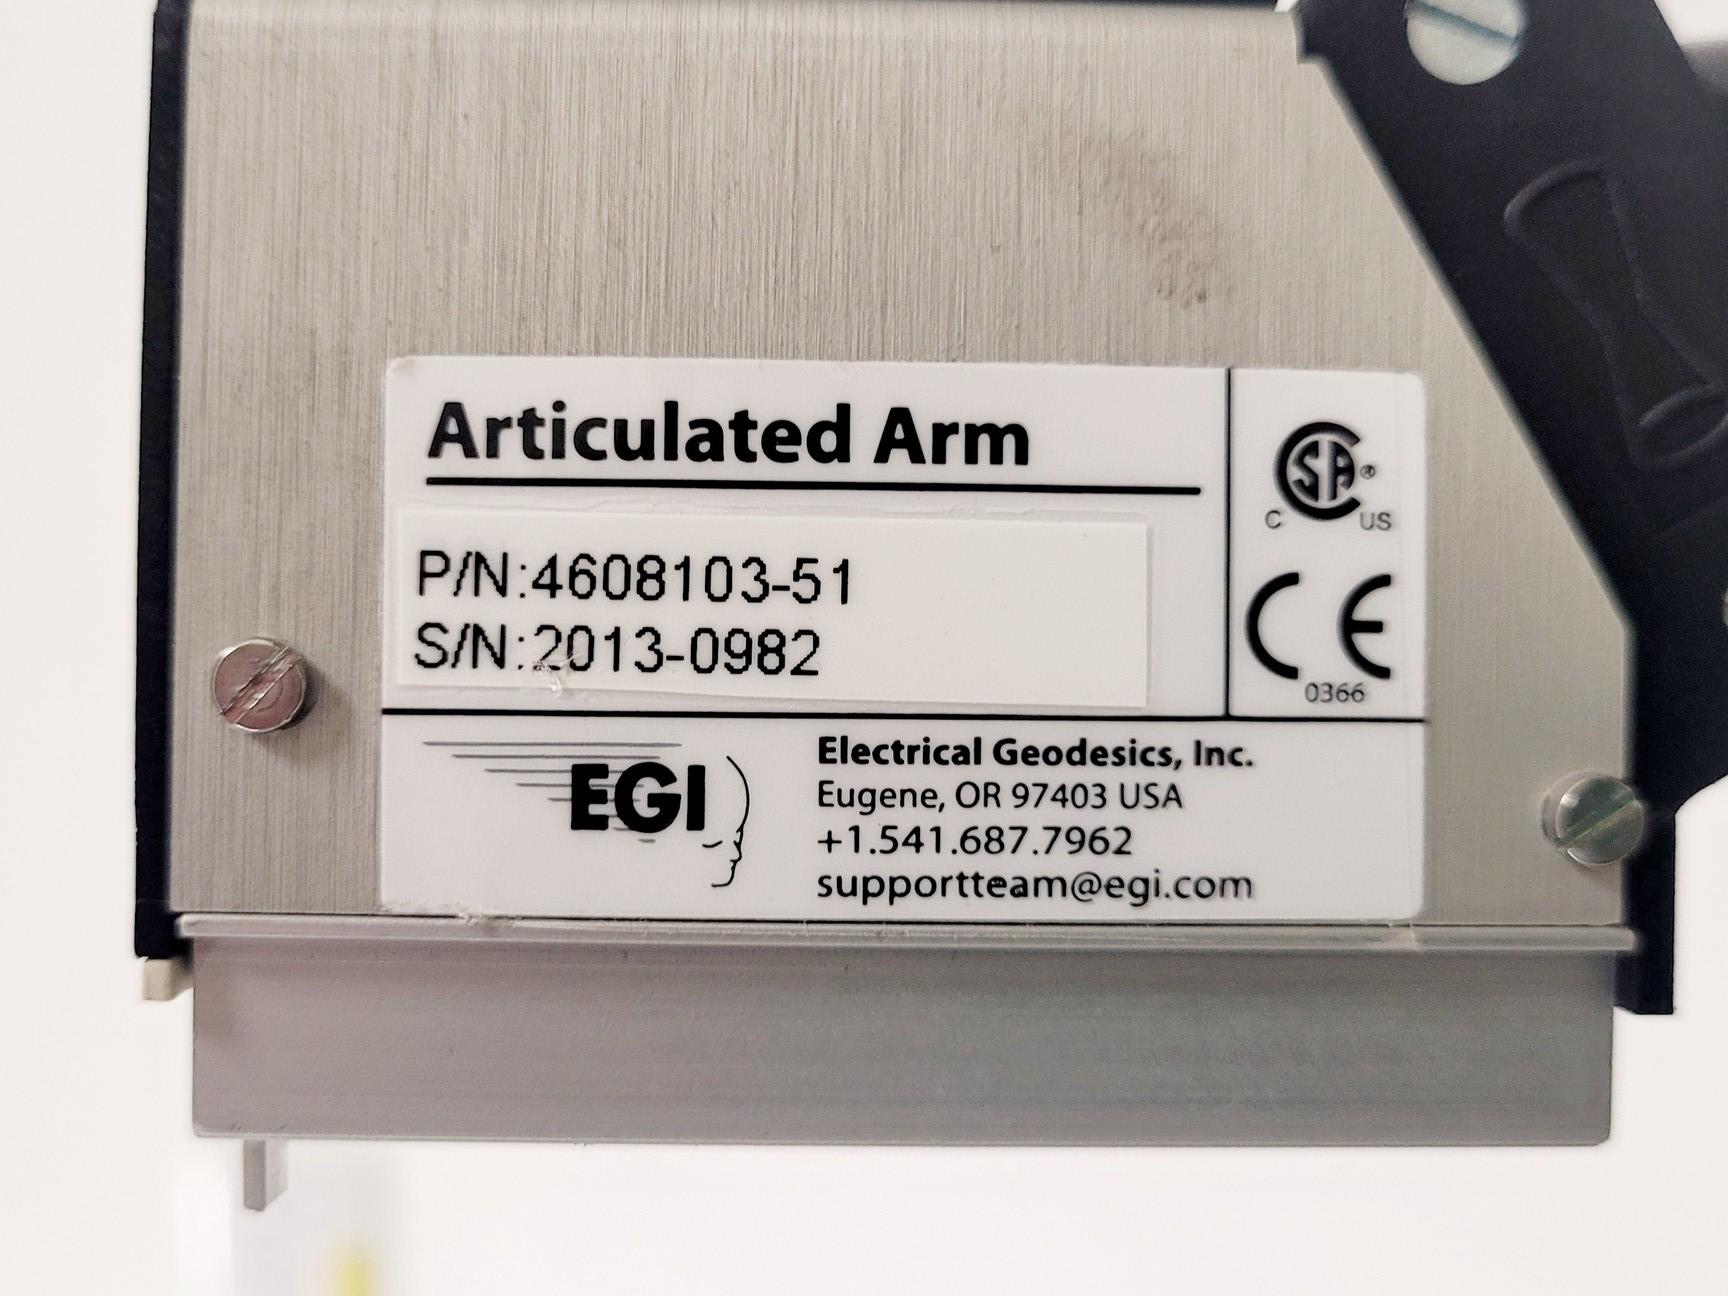 Articulated Arm
P/N:4608103-51
S/N:2013-0982
CSA®
C US
CE
0366
EGI
Electrical Geodesics, Inc.
Eugene, OR 97403 USA
+1.541.687.7962
supportteam@egi.com